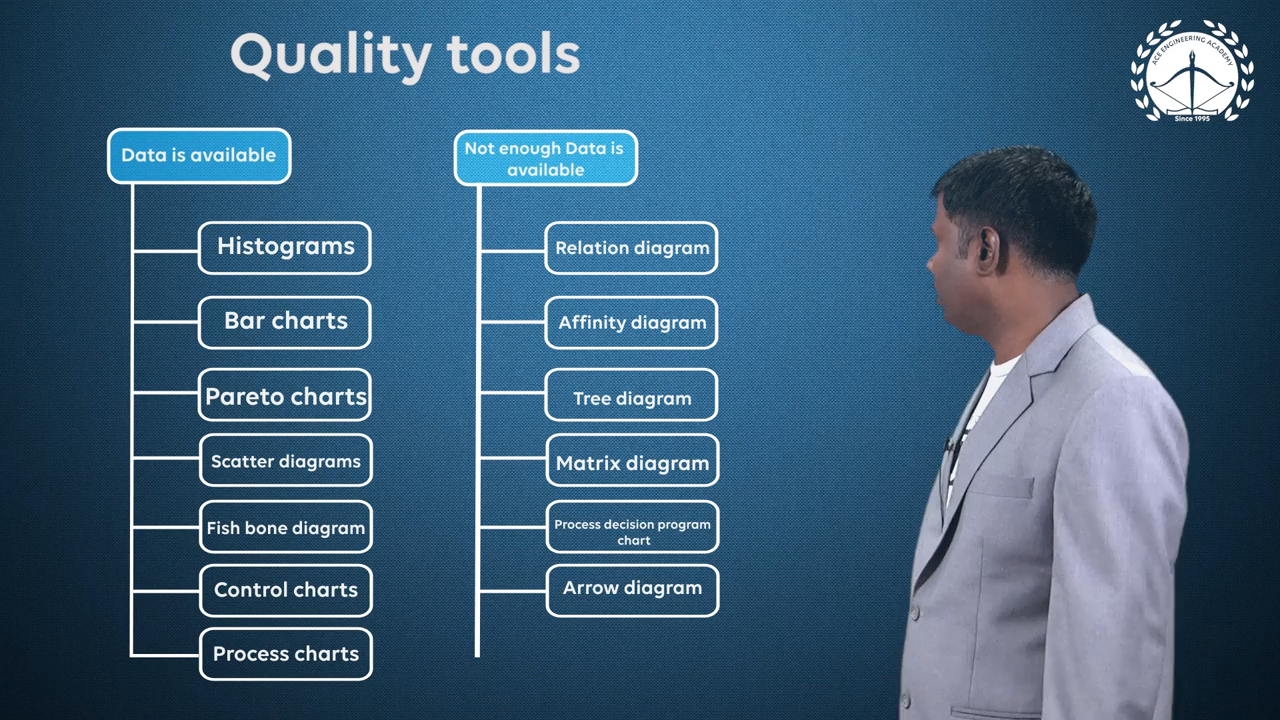 Quality tools
ACE ENGINEERING ACADEMY
Since 1995
Data is available
Histograms
Bar charts
Pareto charts
Scatter diagrams
Fish bone diagram
Control charts
Process charts
Not enough Data is
available
Relation diagram
Affinity diagram
Tree diagram
Matrix diagram
Process decision program
chart
Arrow diagram